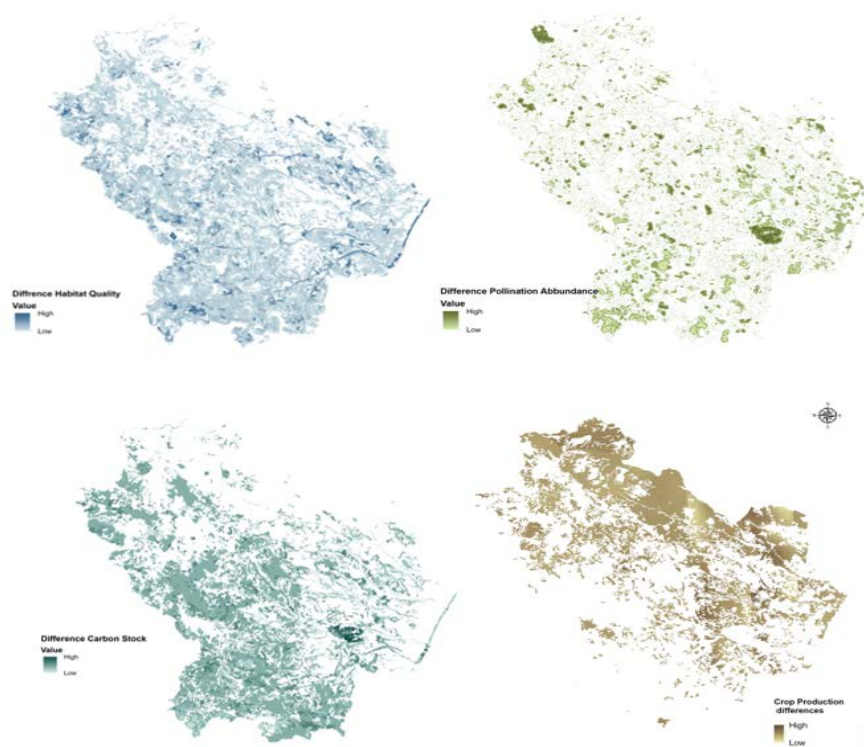 Diffrence Habitat Quality
Value
High
Low
Difference Pollination Abbundance
Value
High
Low
Difference Carbon Stock
Value
High
Low
Crop Production
differences
High
Low